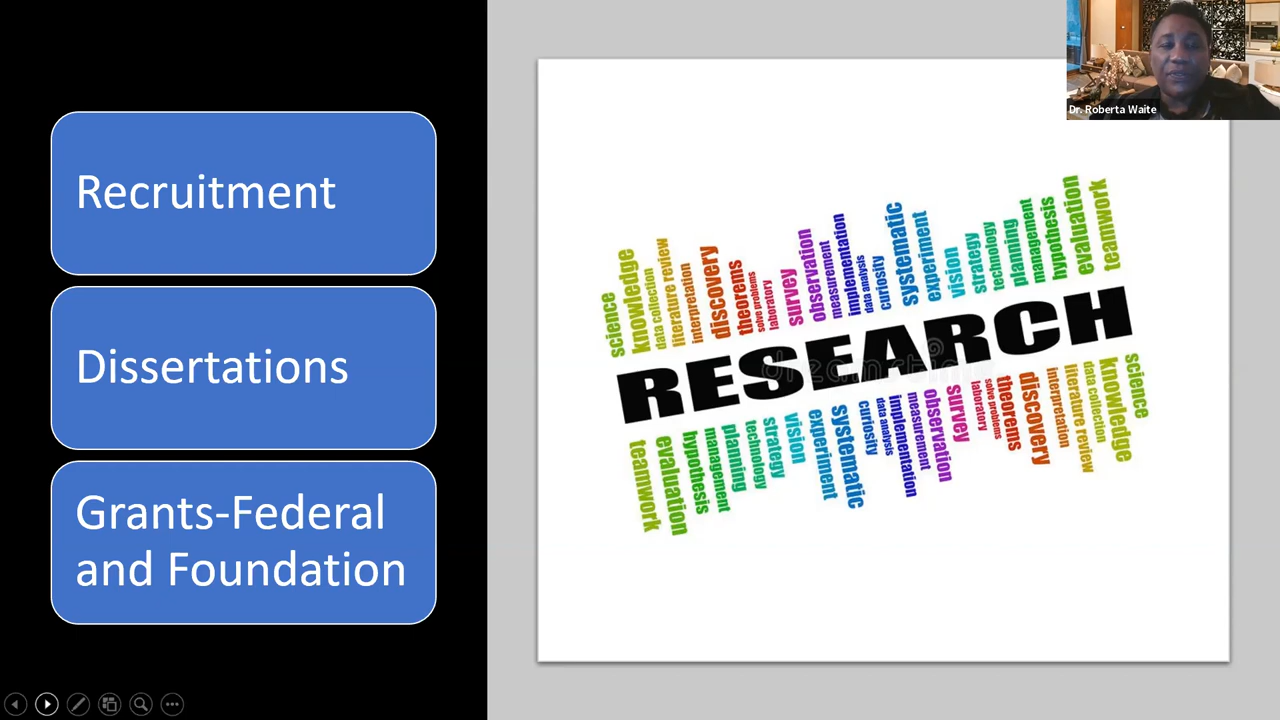 Recruitment
Dissertations
Grants-Federal
and Foundation
Dr. Roberta Waite
science
knowledge
data collection
literature review
interpretation
discovery
theorems
solve problems
laboratory
survey
observation
measurement
implementation
data analysis
curiosity
systematic
experiment
vision
strategy
technology
planning
management
hypothesis
evaluation
teamwork
RESEARCH
teamwork
evaluation
hypothesis
management
planning
technology
strategy
vision
experiment
systematic
curiosity
data analysis
implementation
measurement
observation
survey
laboratory
solve problems
theorems
discovery
interpretation
literature review
data collection
knowledge
science